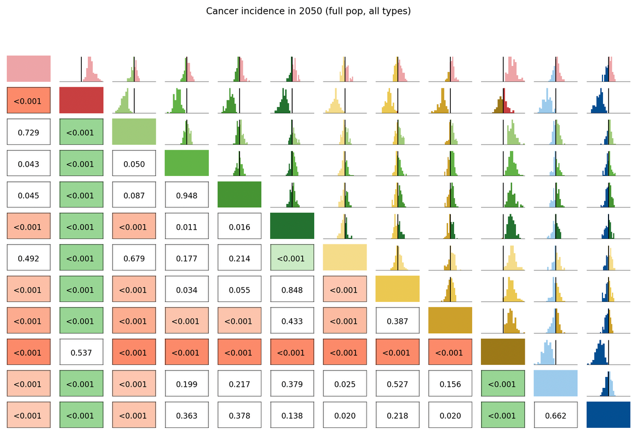 Cancer incidence in 2050 (full pop, all types)
<0.001
0.729 <0.001
0.043 <0.001 0.050
0.045 <0.001 0.087 0.948
<0.001 <0.001 <0.001 0.011 0.016
0.492 <0.001 0.679 0.177 0.214 <0.001
<0.001 <0.001 <0.001 0.034 0.055 0.848 <0.001
<0.001 <0.001 <0.001 <0.001 <0.001 0.433 <0.001 0.387
<0.001 0.537 <0.001 <0.001 <0.001 <0.001 <0.001 <0.001 <0.001
<0.001 <0.001 <0.001 0.199 0.217 0.379 0.025 0.527 0.156 <0.001
<0.001 <0.001 <0.001 0.363 0.378 0.138 0.020 0.218 0.020 <0.001 0.662